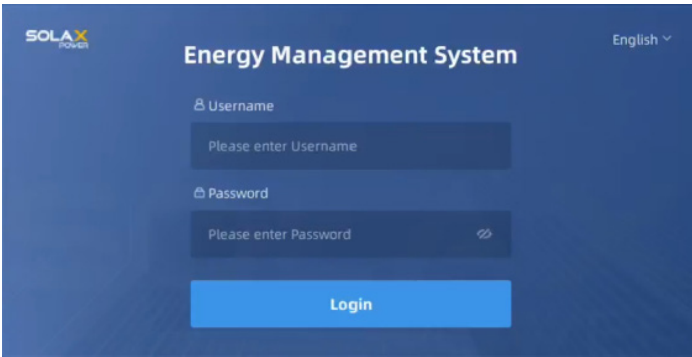 SOLAX
POWER
English
Energy Management System
Username
Please enter Username
Password
Please enter Password
Login